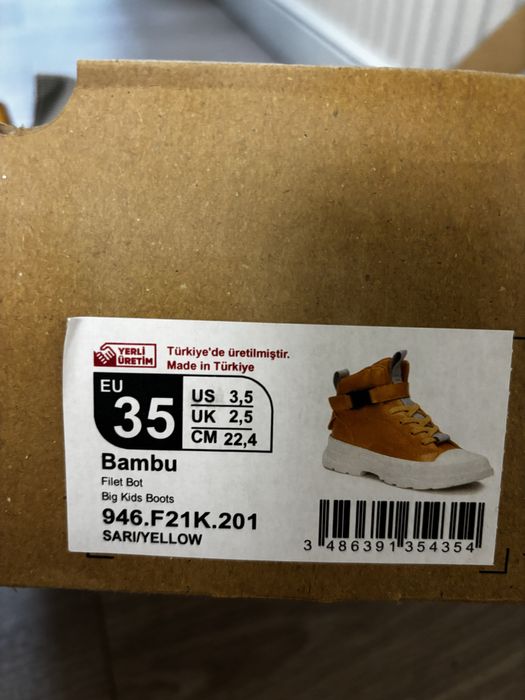 YERLİ
ÜRETİM
Türkiye'de üretilmiştir.
Made in Türkiye
EU
35
US 3,5
UK 2,5
CM 22,4
Bambu
Filet Bot
Big Kids Boots
946.F21K.201
SARI/YELLOW
3 486391 354354